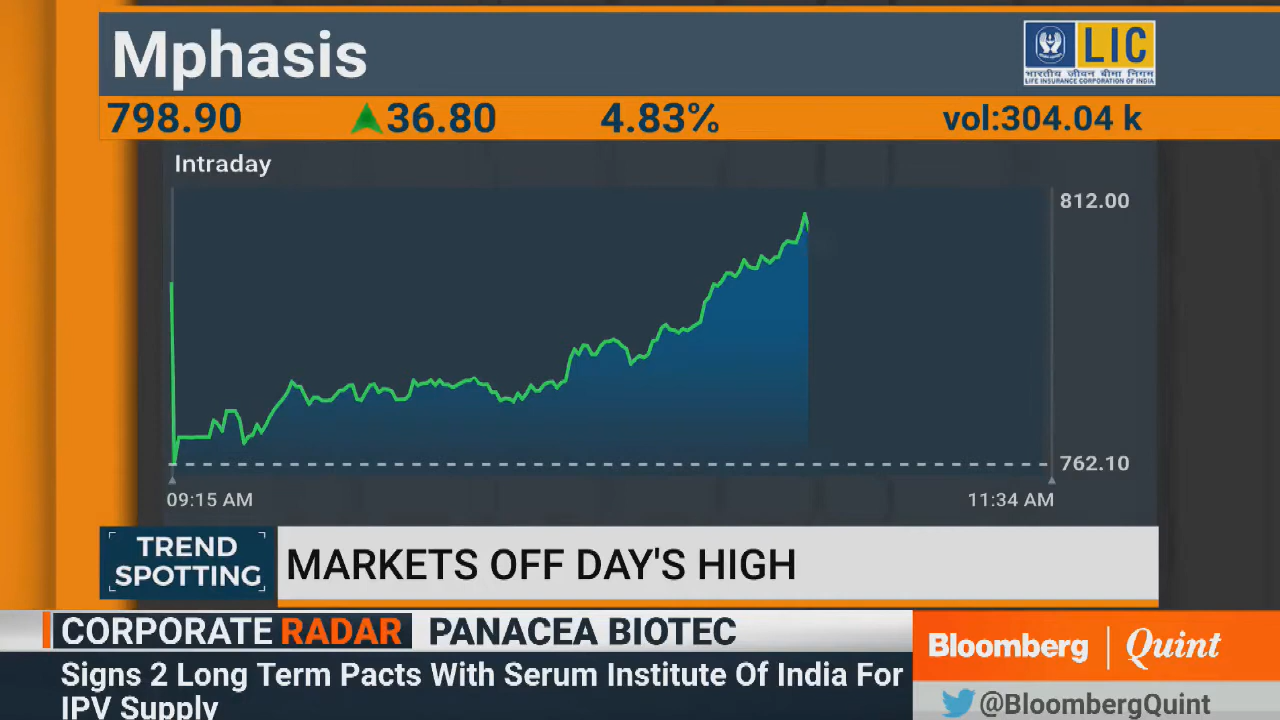 Mphasis
LIC
भारतीय जीवन बीमा निगम
LIFE INSURANCE CORPORATION OF INDIA
798.90 36.80 4.83% vol:304.04 k
Intraday
812.00
762.10
09:15 AM 11:34 AM
TREND
SPOTTING
MARKETS OFF DAY'S HIGH
CORPORATE RADAR PANACEA BIOTEC
Signs 2 Long Term Pacts With Serum Institute Of India For
IPV Supply
Bloomberg | Quint
@BloombergQuint